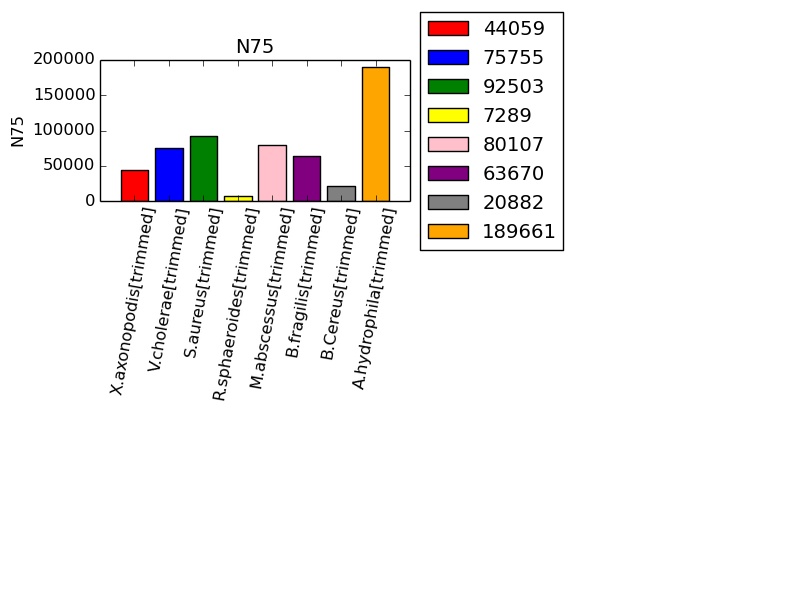 N75
N75
200000
150000
100000
50000
0
X.axonopodis[trimmed]
V.cholerae[trimmed]
S.aureus[trimmed]
R.sphaeroides[trimmed]
M.abscessus[trimmed]
B.fragilis[trimmed]
B.Cereus[trimmed]
A.hydrophila[trimmed]
44059
75755
92503
7289
80107
63670
20882
189661